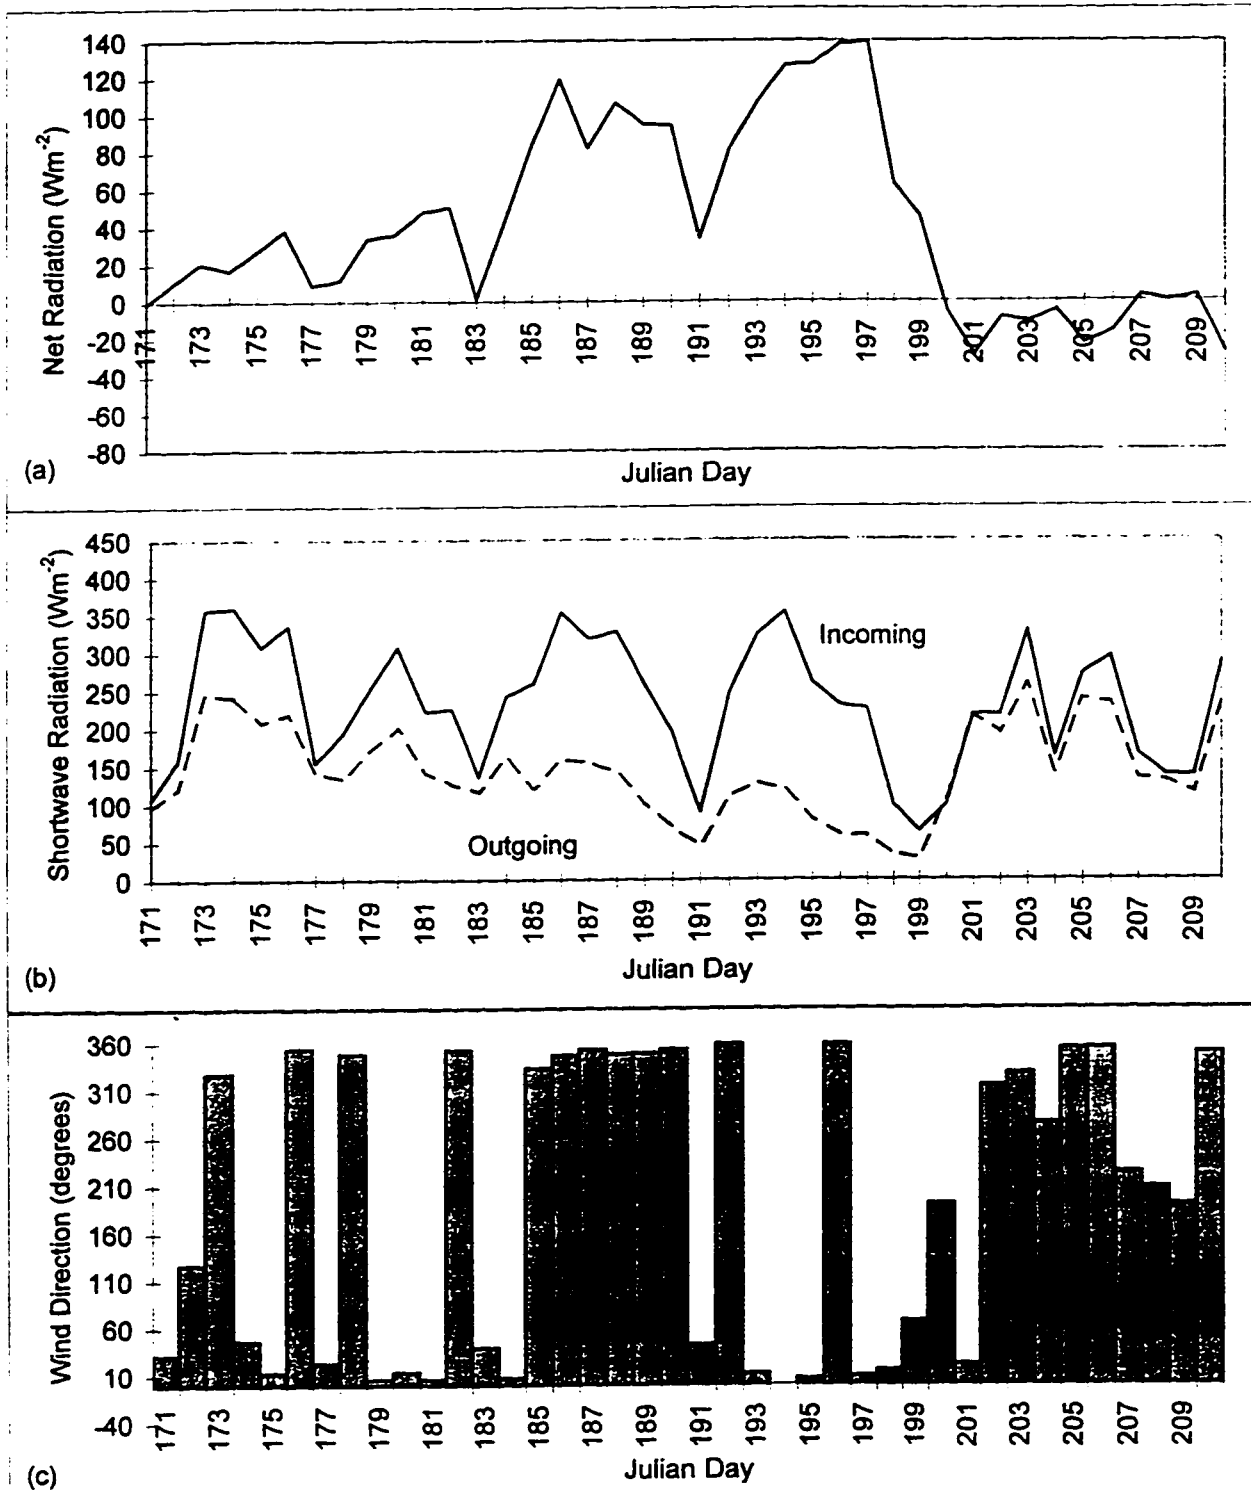 140
120
100
80
60
40
20
0
-20
-40
-60
-80
Net Radiation (Wm-2)
171 173 175 177 179 181 183 185 187 189 191 193 195 197 199 201 203 205 207 209
Julian Day
(a)
450
400
350
300
250
200
150
100
50
0
Shortwave Radiation (Wm-2)
Incoming
Outgoing
171 173 175 177 179 181 183 185 187 189 191 193 195 197 199 201 203 205 207 209
Julian Day
(b)
360
310
260
210
160
110
60
10
-40
Wind Direction (degrees)
171 173 175 177 179 181 183 185 187 189 191 193 195 197 199 201 203 205 207 209
Julian Day
(c)